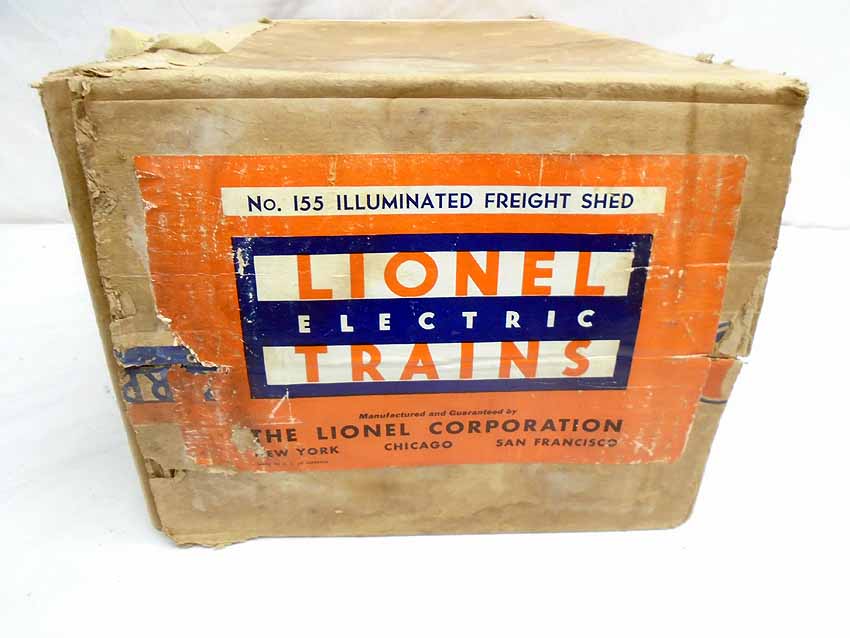 No. 155 ILLUMINATED FREIGHT SHED
LIONEL
ELECTRIC
TRAINS
Manufactured and Guaranteed by
THE LIONEL CORPORATION
NEW YORK CHICAGO SAN FRANCISCO